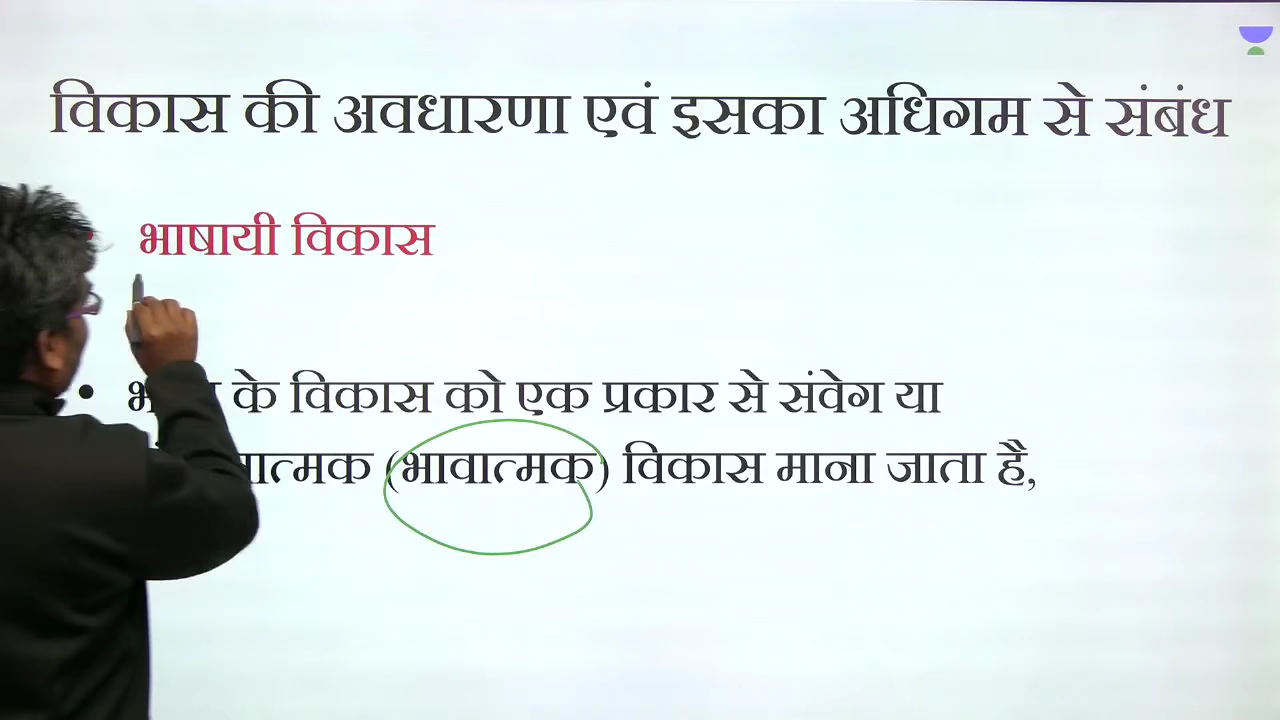 विकास की अवधारणा एवं इसका अधिगम से संबंध
भाषायी विकास
के विकास को एक प्रकार से संवेग या
(भावात्मक) विकास माना जाता है,